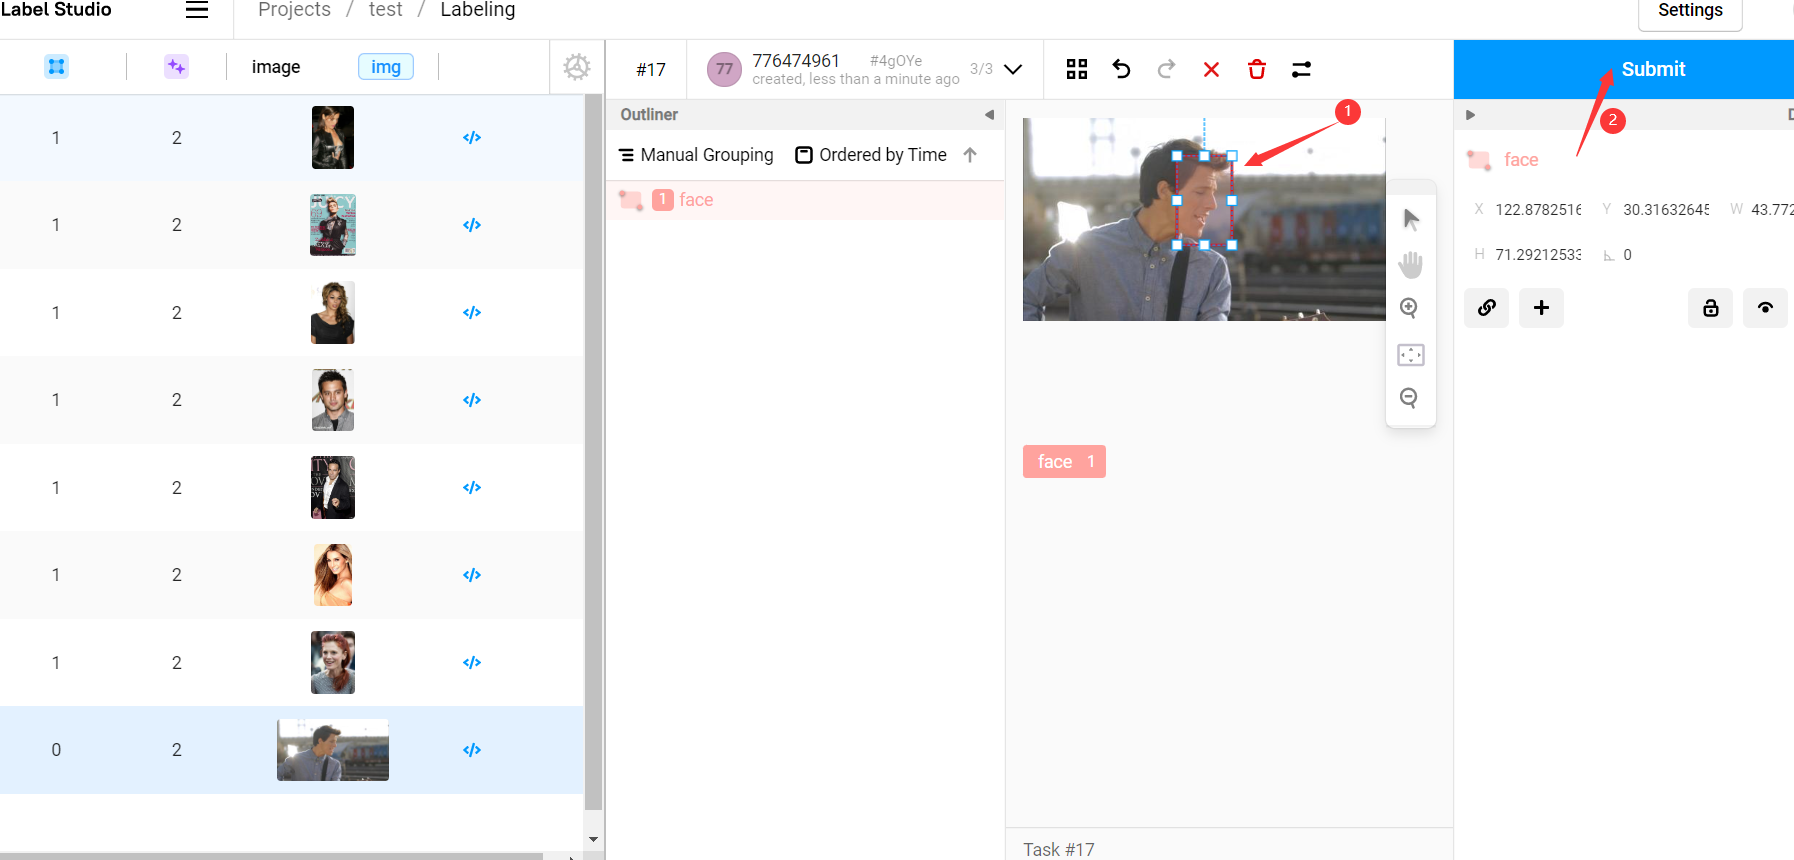 Label Studio
Projects / test / Labeling
Settings
image img
#17
77
776474961 #4gOYe
created, less than a minute ago
3/3
Submit
Outliner
Manual Grouping
Ordered by Time
1 face
1
2
face
X 122.8782516 Y 30.31632645 W 43.772
H 71.29212533 0
face 1
1 2
JUICY
1 2
1 2
1 2
1 2
1 2
1 2
0 2
Task #17